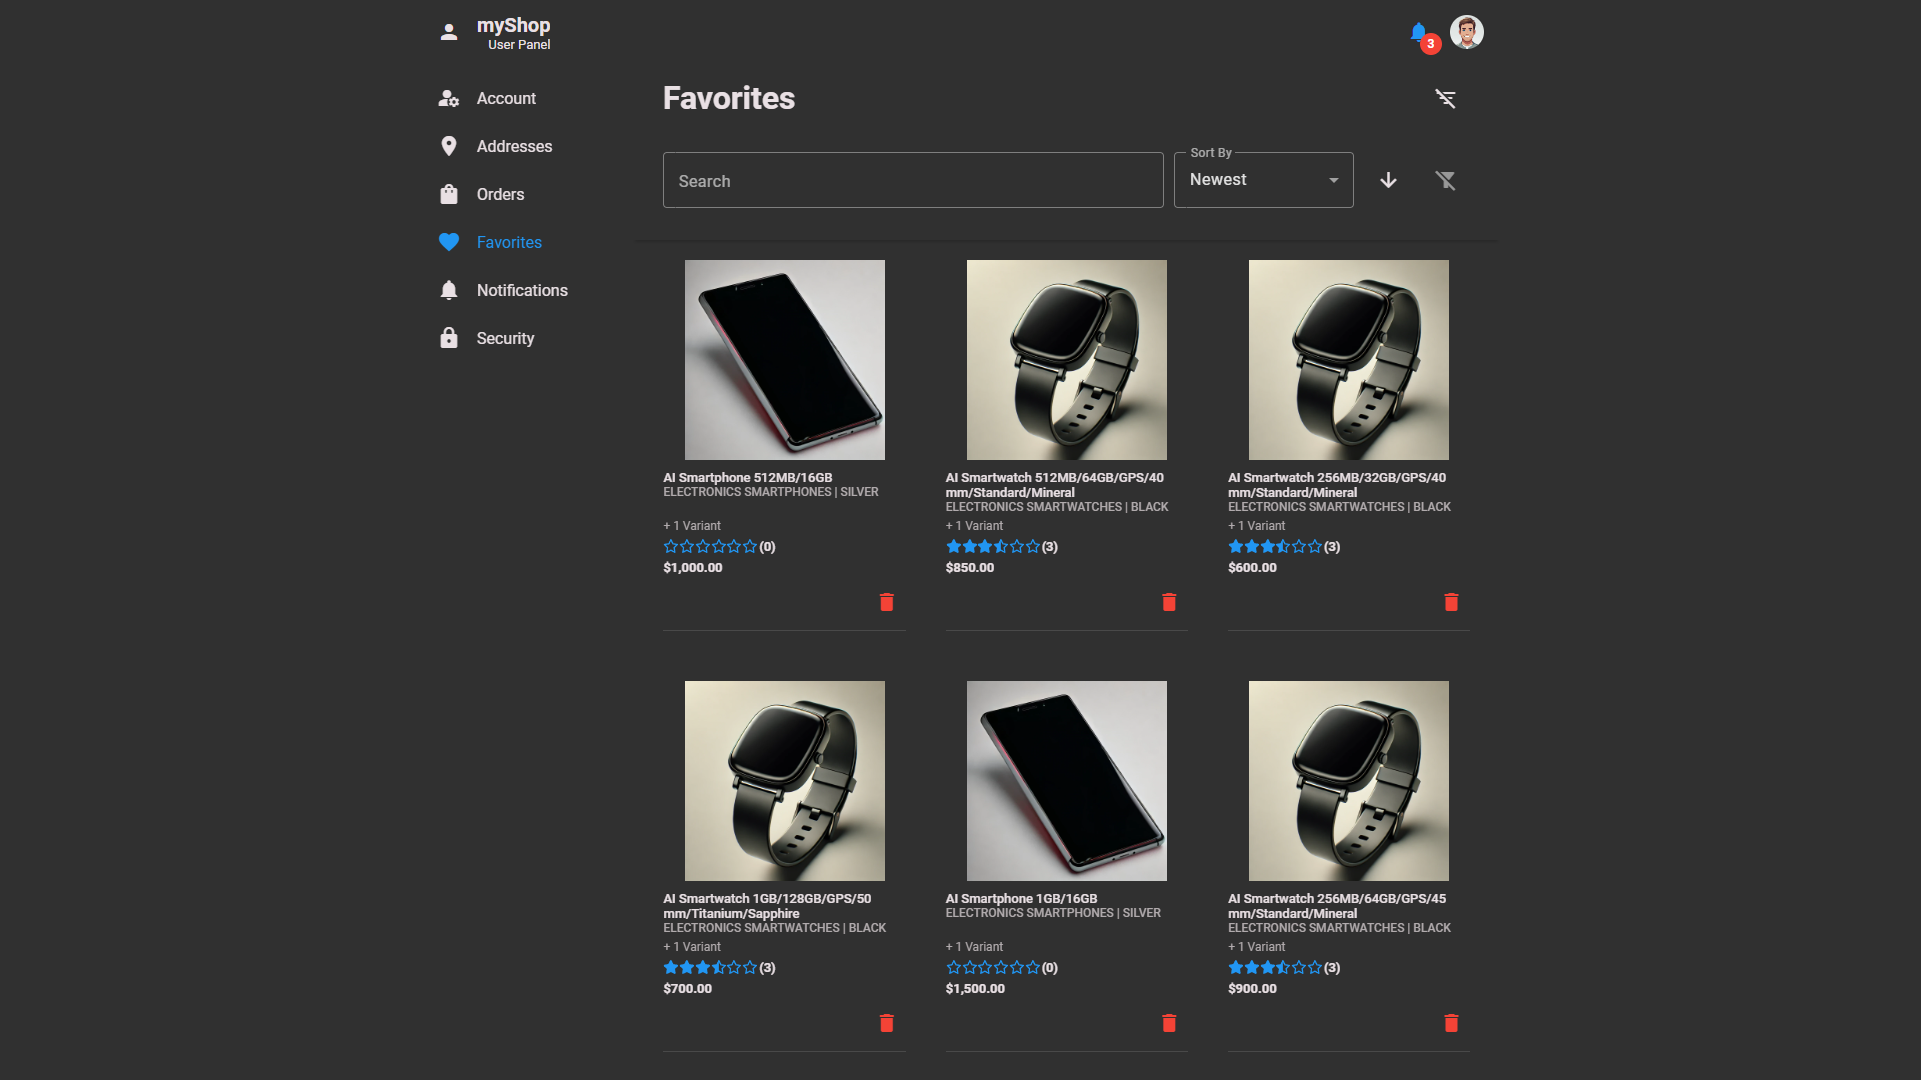 myShop
User Panel
3
Account
Addresses
Orders
Favorites
Notifications
Security
Favorites
Search
Sort By
Newest
AI Smartphone 512MB/16GB
ELECTRONICS SMARTPHONES | SILVER
+ 1 Variant
(0)
$1,000.00
AI Smartwatch 512MB/64GB/GPS/40
mm/Standard/Mineral
ELECTRONICS SMARTWATCHES | BLACK
+ 1 Variant
(3)
$850.00
AI Smartwatch 256MB/32GB/GPS/40
mm/Standard/Mineral
ELECTRONICS SMARTWATCHES | BLACK
+ 1 Variant
(3)
$600.00
AI Smartwatch 1GB/128GB/GPS/50
mm/Titanium/Sapphire
ELECTRONICS SMARTWATCHES | BLACK
+ 1 Variant
(3)
$700.00
AI Smartphone 1GB/16GB
ELECTRONICS SMARTPHONES | SILVER
+ 1 Variant
(0)
$1,500.00
AI Smartwatch 256MB/64GB/GPS/45
mm/Standard/Mineral
ELECTRONICS SMARTWATCHES | BLACK
+ 1 Variant
(3)
$900.00